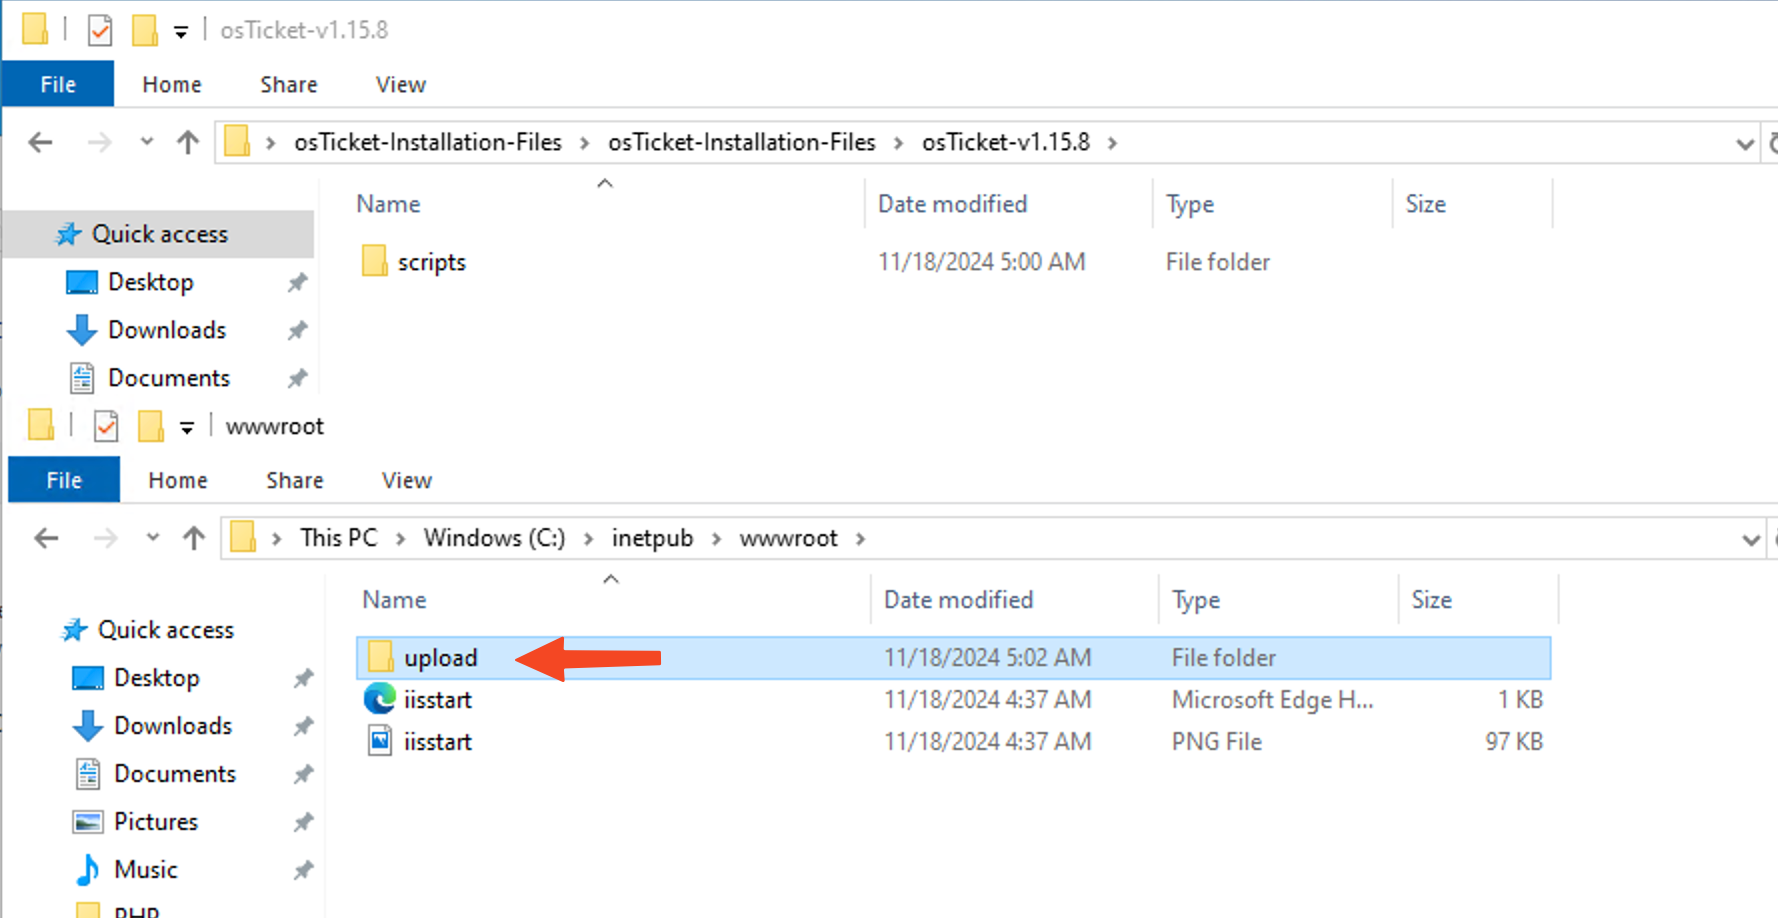 osTicket-v1.15.8
File Home Share View
osTicket-Installation-Files osTicket-Installation-Files osTicket-v1.15.8
Name Date modified Type Size
Quick access
scripts 11/18/2024 5:00 AM File folder
Desktop
Downloads
Documents
wwwroot
File Home Share View
This PC Windows (C:) inetpub wwwroot
Name Date modified Type Size
Quick access
upload 11/18/2024 5:02 AM File folder
Desktop
iisstart 11/18/2024 4:37 AM Microsoft Edge H... 1 KB
Downloads
iisstart 11/18/2024 4:37 AM PNG File 97 KB
Documents
Pictures
Music
PHP